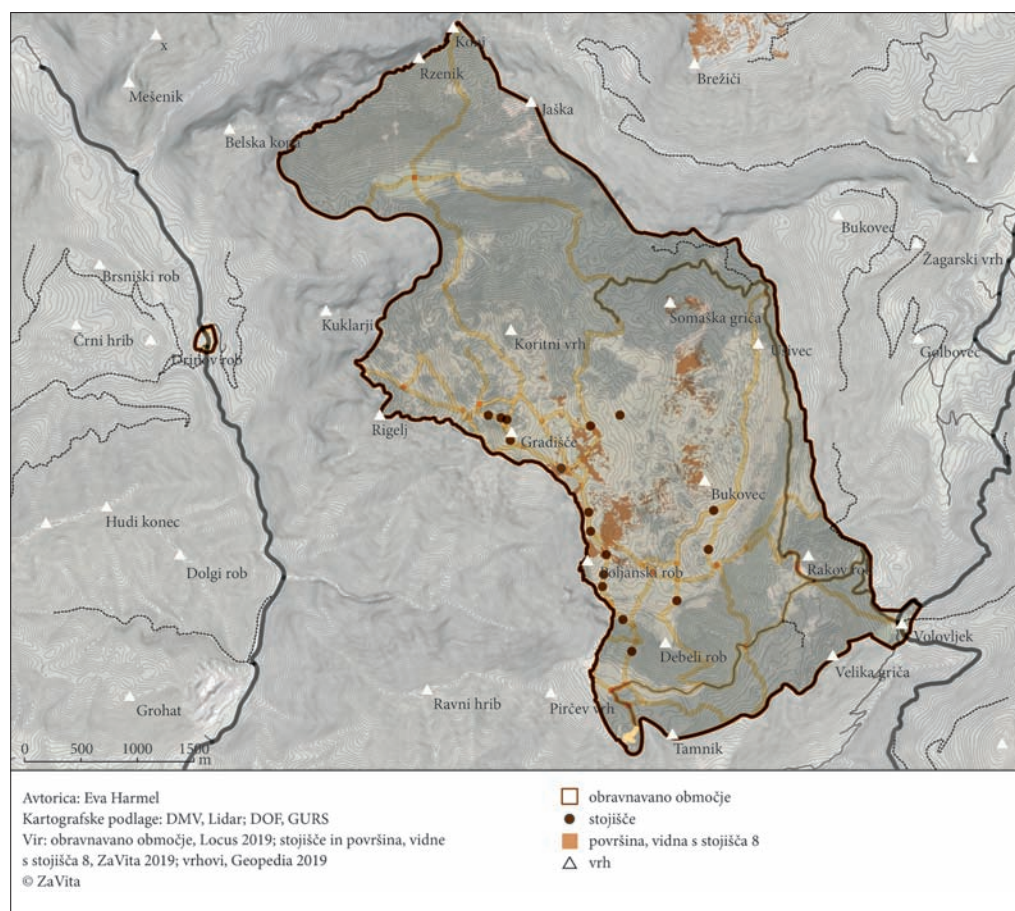 x
Konj
Rzenik
Brežiči
Mešenik
Jaška
Belska kopa
Bukovec
Žagarski vrh
Brsniški rob
Kuklarji
Somaška griča
Črni hrib
Koritni vrh
Golbovec
Rigelj
Gradišče
Bukovec
Hudi konec
Dolgi rob
Poljanski rob
Rakov rob
Volovljek
Debeli rob
Velika griča
Grohat
Ravni hrib
Pirčev vrh
Tamnik
0 500 1000 1500
m
Avtorica: Eva Harmel
Kartografske podlage: DMV, Lidar; DOF, GURS
Vir: obravnavano območje, Locus 2019; stojišče in površina, vidne
s stojišča 8, ZaVita 2019; vrhovi, Geopedia 2019
© ZaVita
obravnavano območje
stojišče
površina, vidna s stojišča 8
vrh